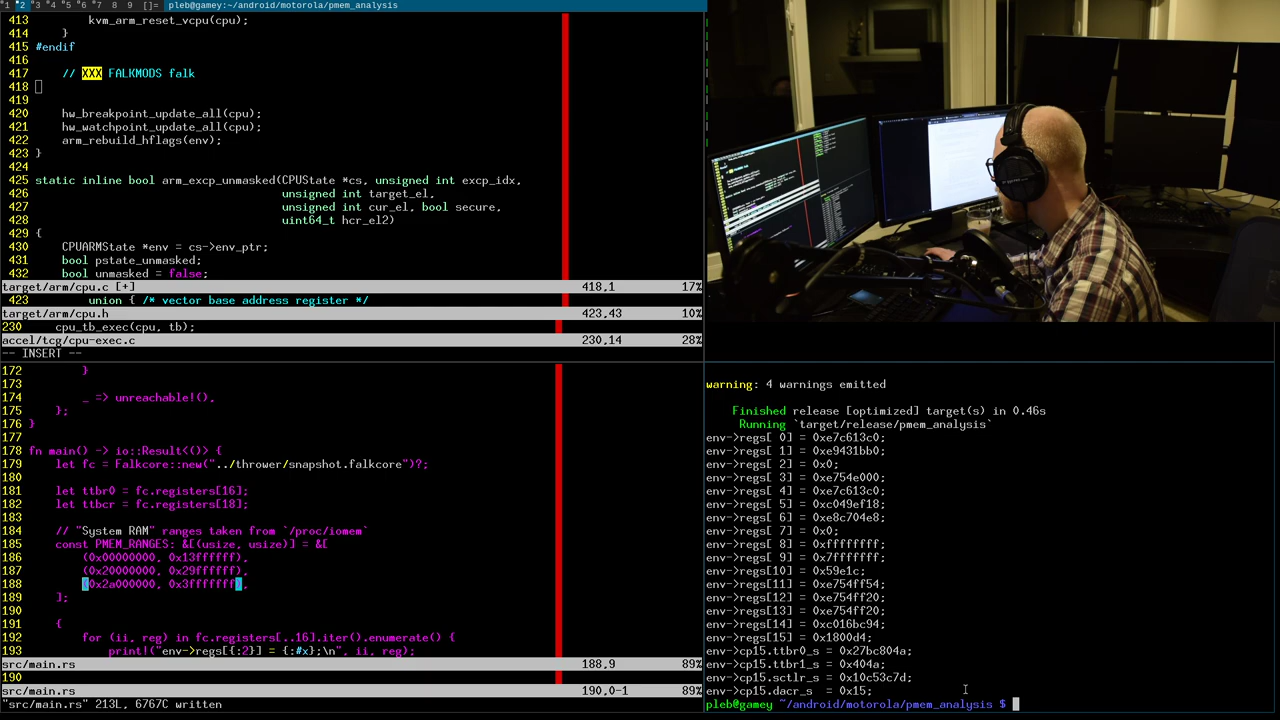 1 2 3 4 5 6 7 8 9 []= pleb@gamey:~/android/motorola/pmem_analysis
413         kvm_arm_reset_vcpu(cpu);
414     }
415 #endif
416
417     // XXX FALKMODS falk
418
419
420     hw_breakpoint_update_all(cpu);
421     hw_watchpoint_update_all(cpu);
422     arm_rebuild_hflags(env);
423 }
424
425 static inline bool arm_excp_unmasked(CPUState *cs, unsigned int excp_idx,
426                                      unsigned int target_el,
427                                      unsigned int cur_el, bool secure,
428                                      uint64_t hcr_el2)
429 {
430     CPUARMState *env = cs->env_ptr;
431     bool pstate_unmasked;
432     bool unmasked = false;
target/arm/cpu.c [+] 418,1 17%
423         union { /* vector base address register */
target/arm/cpu.h 423,43 10%
230     cpu_tb_exec(cpu, tb);
accel/tcg/cpu-exec.c 230,14 28%
-- INSERT --
172         }
173
174         _ => unreachable!(),
175     };
176 }
177
178 fn main() -> io::Result<()> {
179     let fc = Falkcore::new("../thrower/snapshot.falkcore")?;
180
181     let ttbr0 = fc.registers[16];
182     let ttbcr = fc.registers[18];
183
184     // "System RAM" ranges taken from `/proc/iomem`
185     const PMEM_RANGES: &[(usize, usize)] = &[
186         (0x00000000, 0x13ffffff),
187         (0x20000000, 0x29ffffff),
188         (0x2a000000, 0x3fffffff),
189     ];
190
191     {
192         for (ii, reg) in fc.registers[..16].iter().enumerate() {
193             print!("env->regs[{:2}] = {:#x};\n", ii, reg);
src/main.rs 188,9 89%
190
src/main.rs 190,0-1 89%
"src/main.rs" 213L, 6767C written
warning: 4 warnings emitted
Finished release [optimized] target(s) in 0.46s
Running `target/release/pmem_analysis`
env->regs[ 0] = 0xe7c613c0;
env->regs[ 1] = 0xe9431bb0;
env->regs[ 2] = 0x0;
env->regs[ 3] = 0xe754e000;
env->regs[ 4] = 0xe7c613c0;
env->regs[ 5] = 0xc049ef18;
env->regs[ 6] = 0xe8c704e8;
env->regs[ 7] = 0x0;
env->regs[ 8] = 0xffffffff;
env->regs[ 9] = 0x7fffffff;
env->regs[10] = 0x59e1c;
env->regs[11] = 0xe754ff54;
env->regs[12] = 0xe754ff20;
env->regs[13] = 0xe754ff20;
env->regs[14] = 0xc016bc94;
env->regs[15] = 0x1800d4;
env->cp15.ttbr0_s = 0x27bc804a;
env->cp15.ttbr1_s = 0x404a;
env->cp15.sctlr_s = 0x10c53c7d;
env->cp15.dacr_s  = 0x15;
pleb@gamey ~/android/motorola/pmem_analysis $